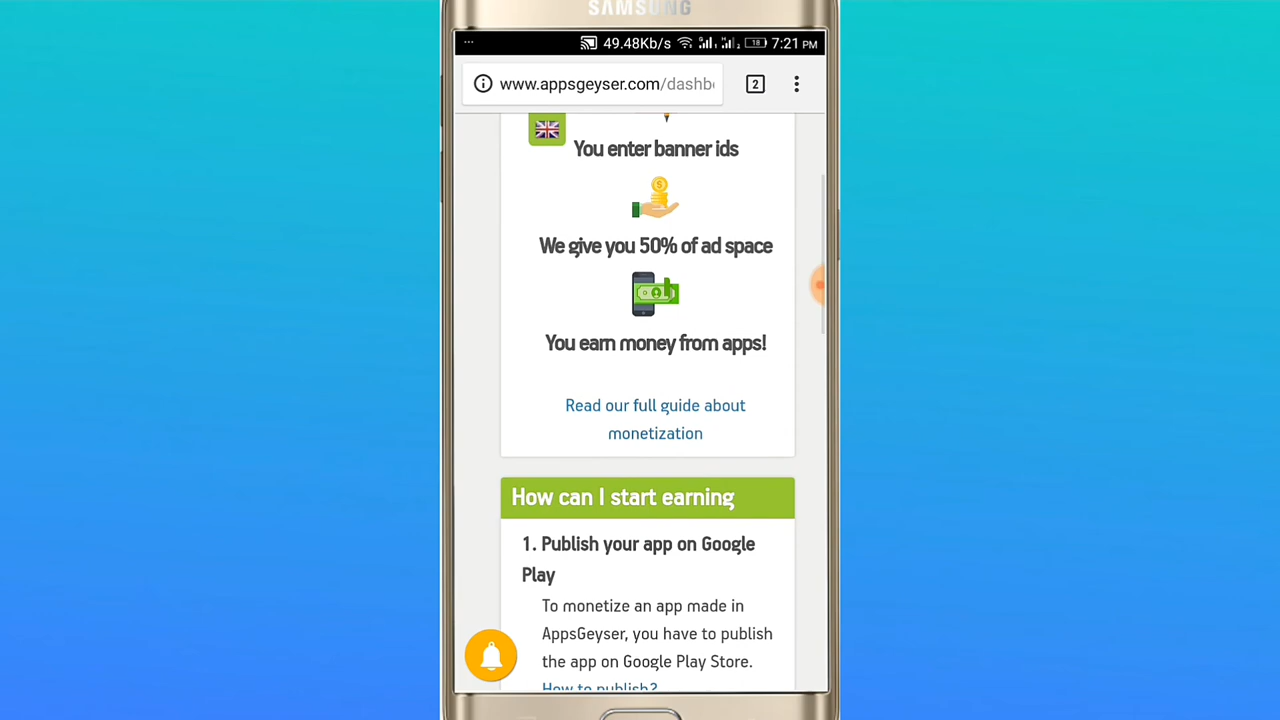 SAMSUNG
... 49.48Kb/s 18 7:21 PM
www.appsgeyser.com/dashb
2
You enter banner ids
We give you 50% of ad space
You earn money from apps!
Read our full guide about
monetization
How can I start earning
1. Publish your app on Google
Play
To monetize an app made in
AppsGeyser, you have to publish
the app on Google Play Store.
How to publish?